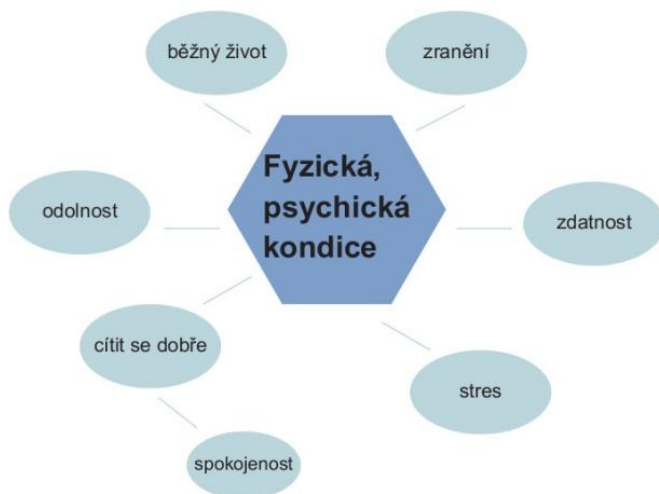 běžný život
zranění
Fyzická,
psychická
kondice
odolnost
zdatnost
cítit se dobře
stres
spokojenost